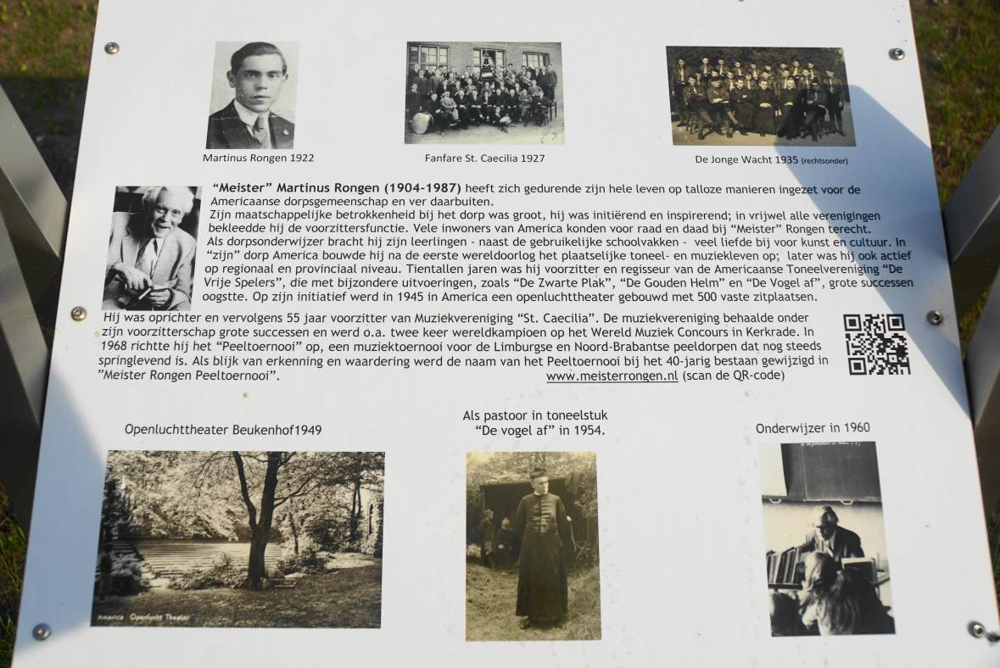 Martinus Rongen 1922
Fanfare St. Caecilia 1927
De Jonge Wacht 1935 (rechtsonder)
“Meister” Martinus Rongen (1904-1987) heeft zich gedurende zijn hele leven op talloze manieren ingezet voor de
Americaanse dorpsgemeenschap en ver daarbuiten.
Zijn maatschappelijke betrokkenheid bij het dorp was groot, hij was initiërend en inspirerend; in vrijwel alle verenigingen
bekleedde hij de voorzittersfunctie. Vele inwoners van America konden voor raad en daad bij “Meister” Rongen terecht.
Als dorpsonderwijzer bracht hij zijn leerlingen - naast de gebruikelijke schoolvakken - veel liefde bij voor kunst en cultuur. In
“zijn” dorp America bouwde hij na de eerste wereldoorlog het plaatselijke toneel- en muziekleven op; later was hij ook actief
op regionaal en provinciaal niveau. Tientallen jaren was hij voorzitter en regisseur van de Americaanse Toneelvereniging “De
Vrije Spelers”, die met bijzondere uitvoeringen, zoals “De Zwarte Plak”, “De Gouden Helm” en “De Vogel af”, grote successen
oogstte. Op zijn initiatief werd in 1945 in America een openluchttheater gebouwd met 500 vaste zitplaatsen.
Hij was oprichter en vervolgens 55 jaar voorzitter van Muziekvereniging “St. Caecilia”. De muziekvereniging behaalde onder
zijn voorzitterschap grote successen en werd o.a. twee keer wereldkampioen op het Wereld Muziek Concours in Kerkrade. In
1968 richtte hij het “Peeltoernooi” op, een muziektoernooi voor de Limburgse en Noord-Brabantse peeldorpen dat nog steeds
springlevend is. Als blijk van erkenning en waardering werd de naam van het Peeltoernooi bij het 40-jarig bestaan gewijzigd in
”Meister Rongen Peeltoernooi”.
www.meisterrongen.nl (scan de QR-code)
Openluchttheater Beukenhof1949
Als pastoor in toneelstuk
“De vogel af” in 1954.
Onderwijzer in 1960
America Openlucht Theater